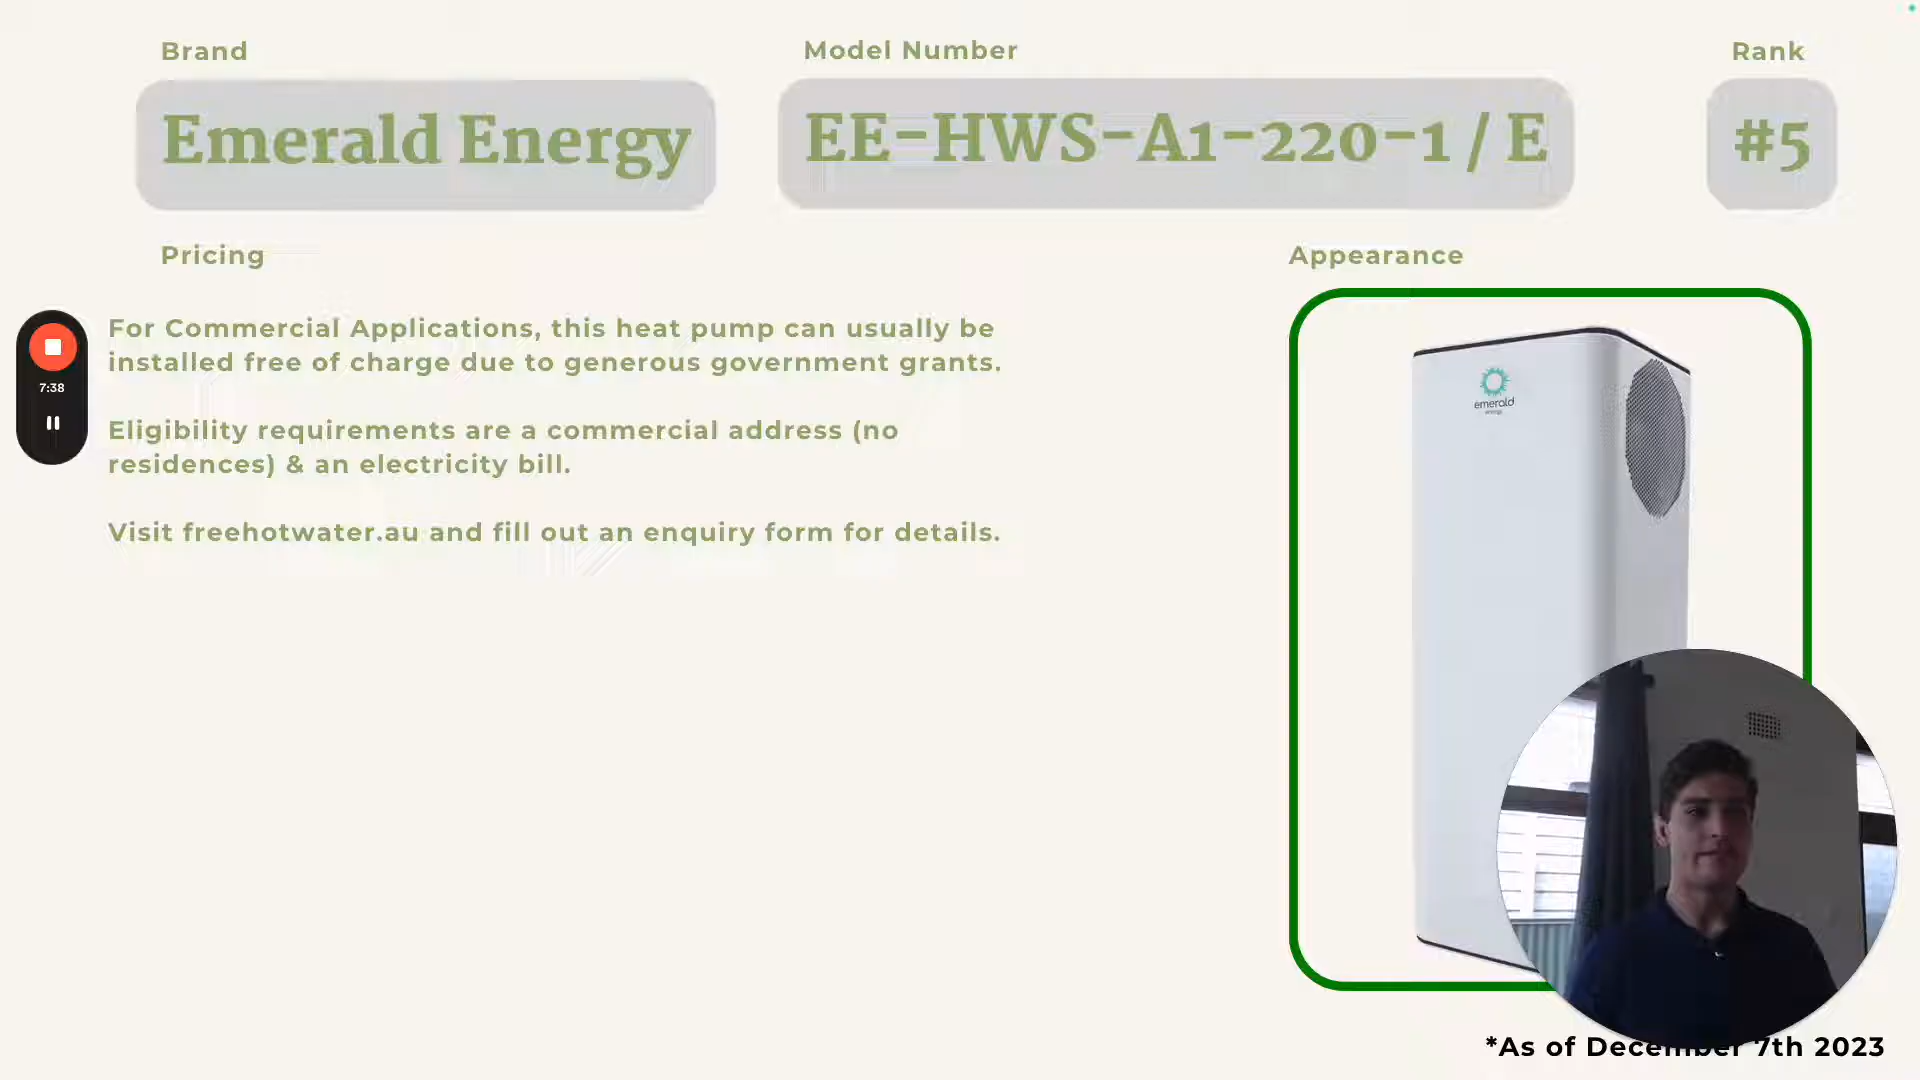 Brand
Model Number
Rank
Emerald Energy
EE-HWS-A1-220-1 / E
#5
Pricing
Appearance
For Commercial Applications, this heat pump can usually be
installed free of charge due to generous government grants.
7:38
Eligibility requirements are a commercial address (no
residences) & an electricity bill.
Visit freehotwater.au and fill out an enquiry form for details.
emerald
energy
*As of December 7th 2023